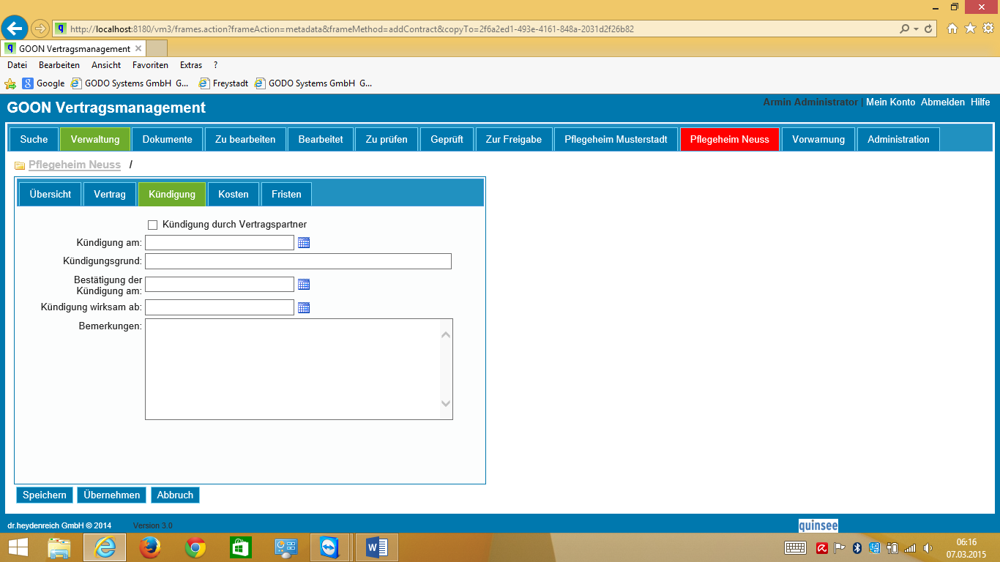 http://localhost:8180/vm3/frames.action?frameAction=metadata&frameMethod=addContract&copyTo=2f6a2ed1-493e-4161-848a-2031d2f26b82
GOON Vertragsmanagement
Datei Bearbeiten Ansicht Favoriten Extras ?
Google GODO Systems GmbH G... Freystadt GODO Systems GmbH G...
GOON Vertragsmanagement
Armin Administrator | Mein Konto Abmelden Hilfe
Suche Verwaltung Dokumente Zu bearbeiten Bearbeitet Zu prüfen Geprüft Zur Freigabe Pflegeheim Musterstadt Pflegeheim Neuss Vorwarnung Administration
Pflegeheim Neuss /
Übersicht Vertrag Kündigung Kosten Fristen
Kündigung durch Vertragspartner
Kündigung am:
Kündigungsgrund:
Bestätigung der
Kündigung am:
Kündigung wirksam ab:
Bemerkungen:
Speichern Übernehmen Abbruch
dr.heydenreich GmbH © 2014 Version 3.0
quinsee
06:16
07.03.2015